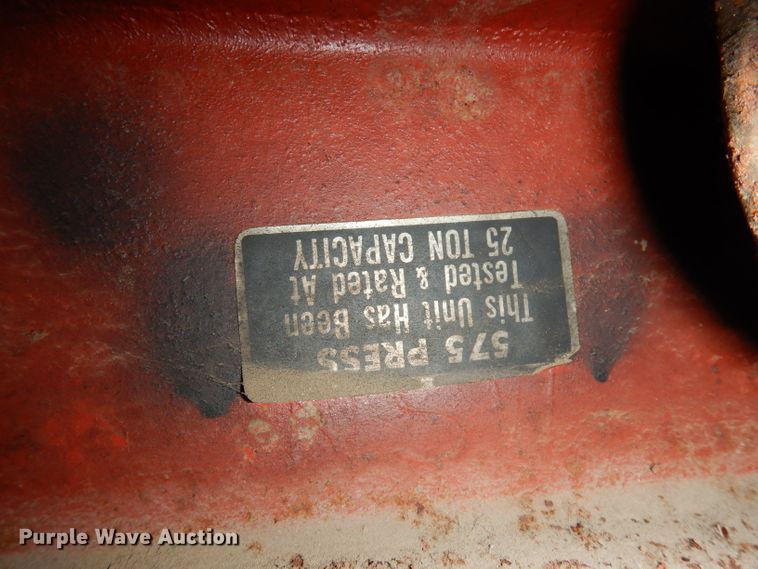 575 PRESS
This Unit Has Been
Tested & Rated At
25 TON CAPACITY
Purple Wave Auction